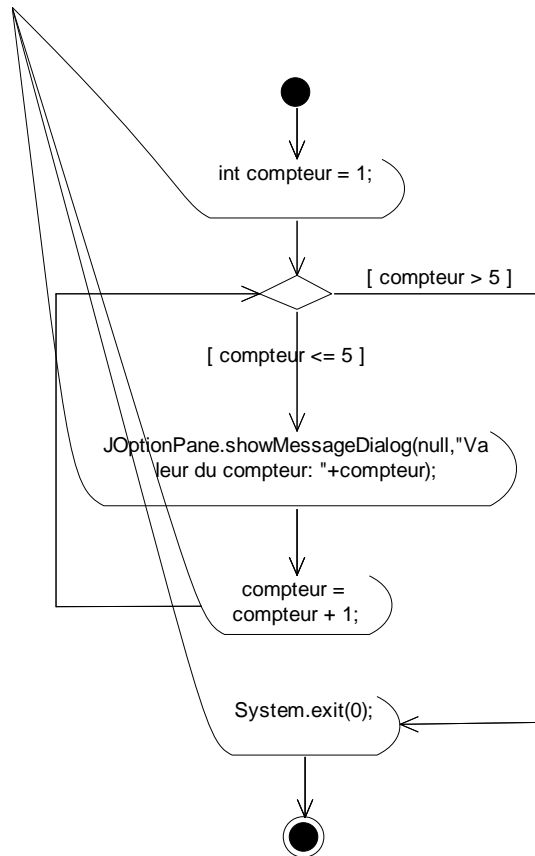 int compteur = 1;
[ compteur > 5 ]
[ compteur <= 5 ]
JOptionPane.showMessageDialog(null,"Va
leur du compteur: "+compteur);
compteur =
compteur + 1;
System.exit(0);